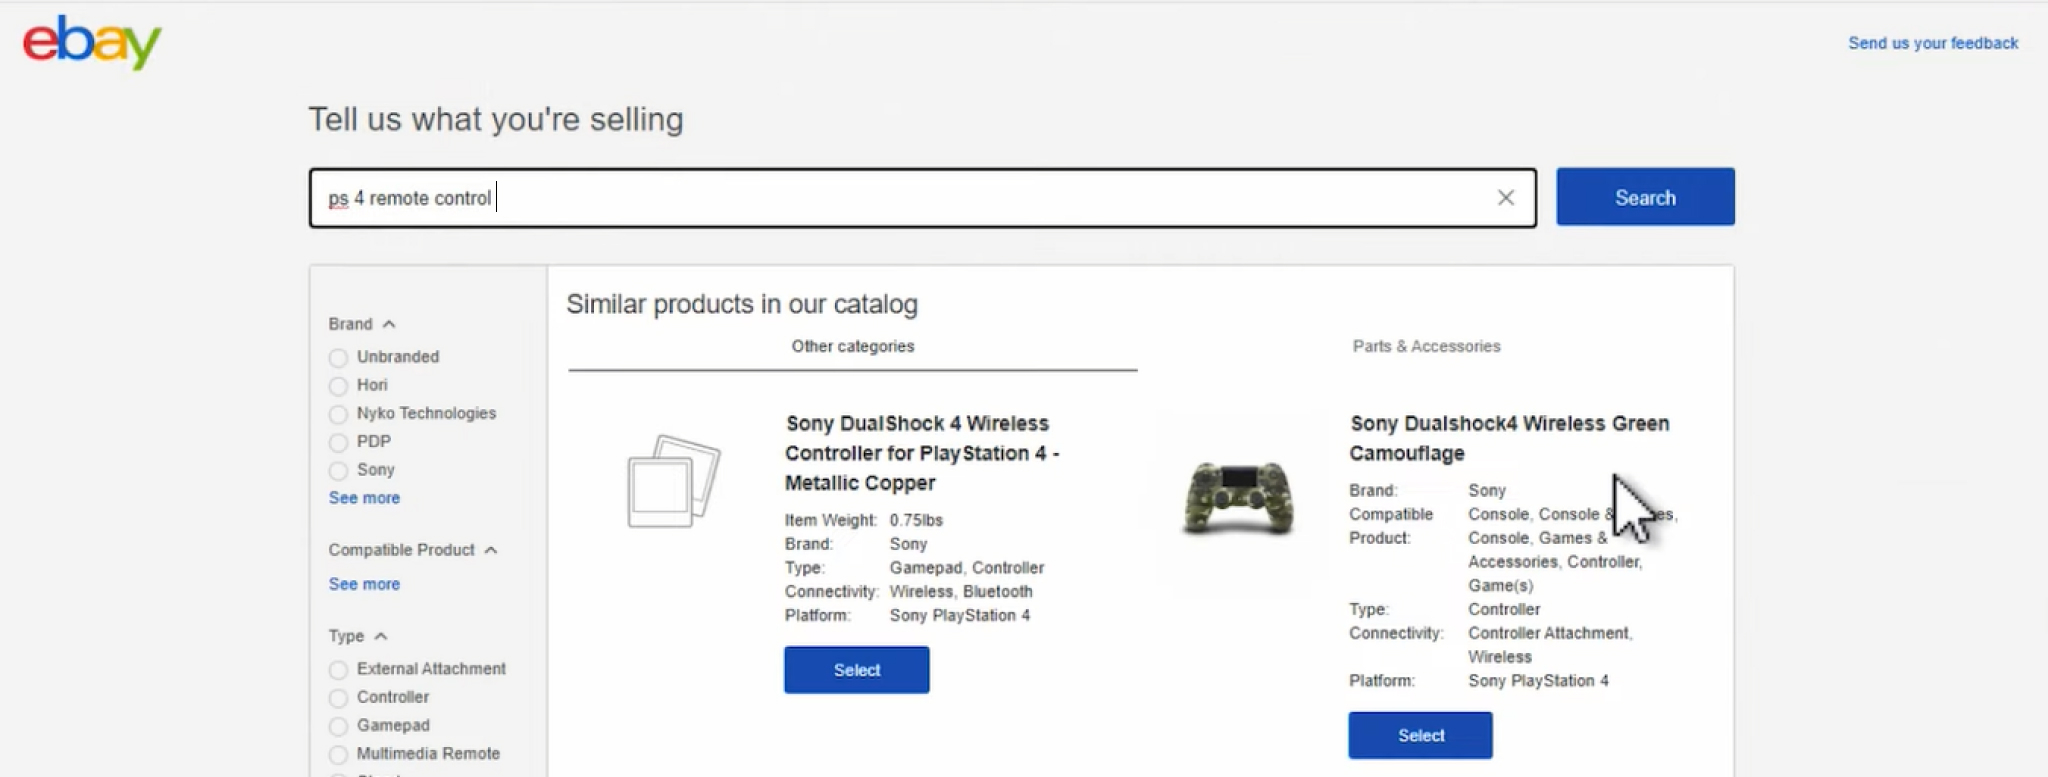 ebay
Send us your feedback
Tell us what you're selling
ps 4 remote control
Search
Brand
Unbranded
Hori
Nyko Technologies
PDP
Sony
See more
Compatible Product
See more
Type
External Attachment
Controller
Gamepad
Multimedia Remote
Similar products in our catalog
Other categories
Parts & Accessories
Sony DualShock 4 Wireless
Controller for PlayStation 4 -
Metallic Copper
Item Weight: 0.75lbs
Brand: Sony
Type: Gamepad, Controller
Connectivity: Wireless, Bluetooth
Platform: Sony PlayStation 4
Select
Sony Dualshock4 Wireless Green
Camouflage
Brand: Sony
Compatible Console, Console &
Product: Console, Games &
Accessories, Controller,
Game(s)
Type: Controller
Connectivity: Controller Attachment,
Wireless
Platform: Sony PlayStation 4
Select